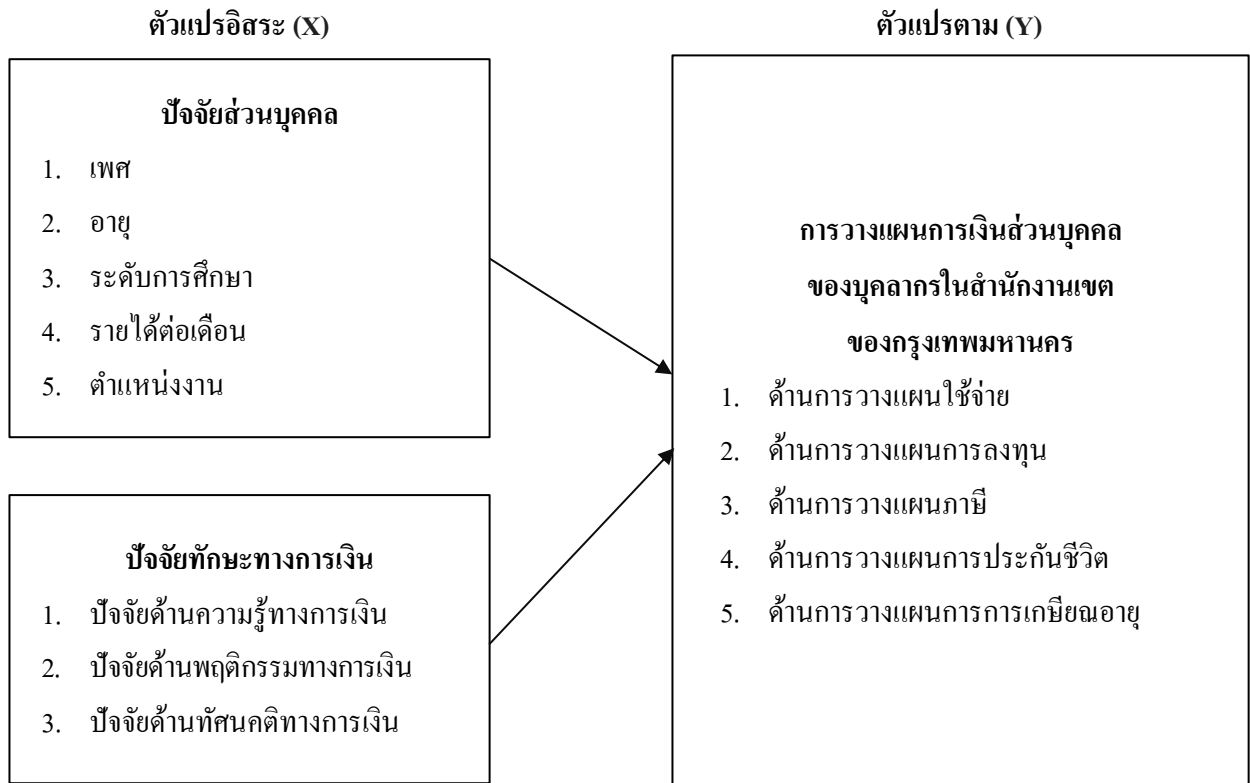 ตัวแปรอิสระ (X)
ปัจจัยส่วนบุคคล
1. เพศ
2. อายุ
3. ระดับการศึกษา
4. รายได้ต่อเดือน
5. ตำแหน่งงาน
ปัจจัยทักษะทางการเงิน
1. ปัจจัยด้านความรู้ทางการเงิน
2. ปัจจัยด้านพฤติกรรมทางการเงิน
3. ปัจจัยด้านทัศนคติทางการเงิน
ตัวแปรตาม (Y)
การวางแผนการเงินส่วนบุคคล
ของบุคลากรในสำนักงานเขต
ของกรุงเทพมหานคร
1. ด้านการวางแผนใช้จ่าย
2. ด้านการวางแผนการลงทุน
3. ด้านการวางแผนภาษี
4. ด้านการวางแผนการประกันชีวิต
5. ด้านการวางแผนการการเกษียณอายุ